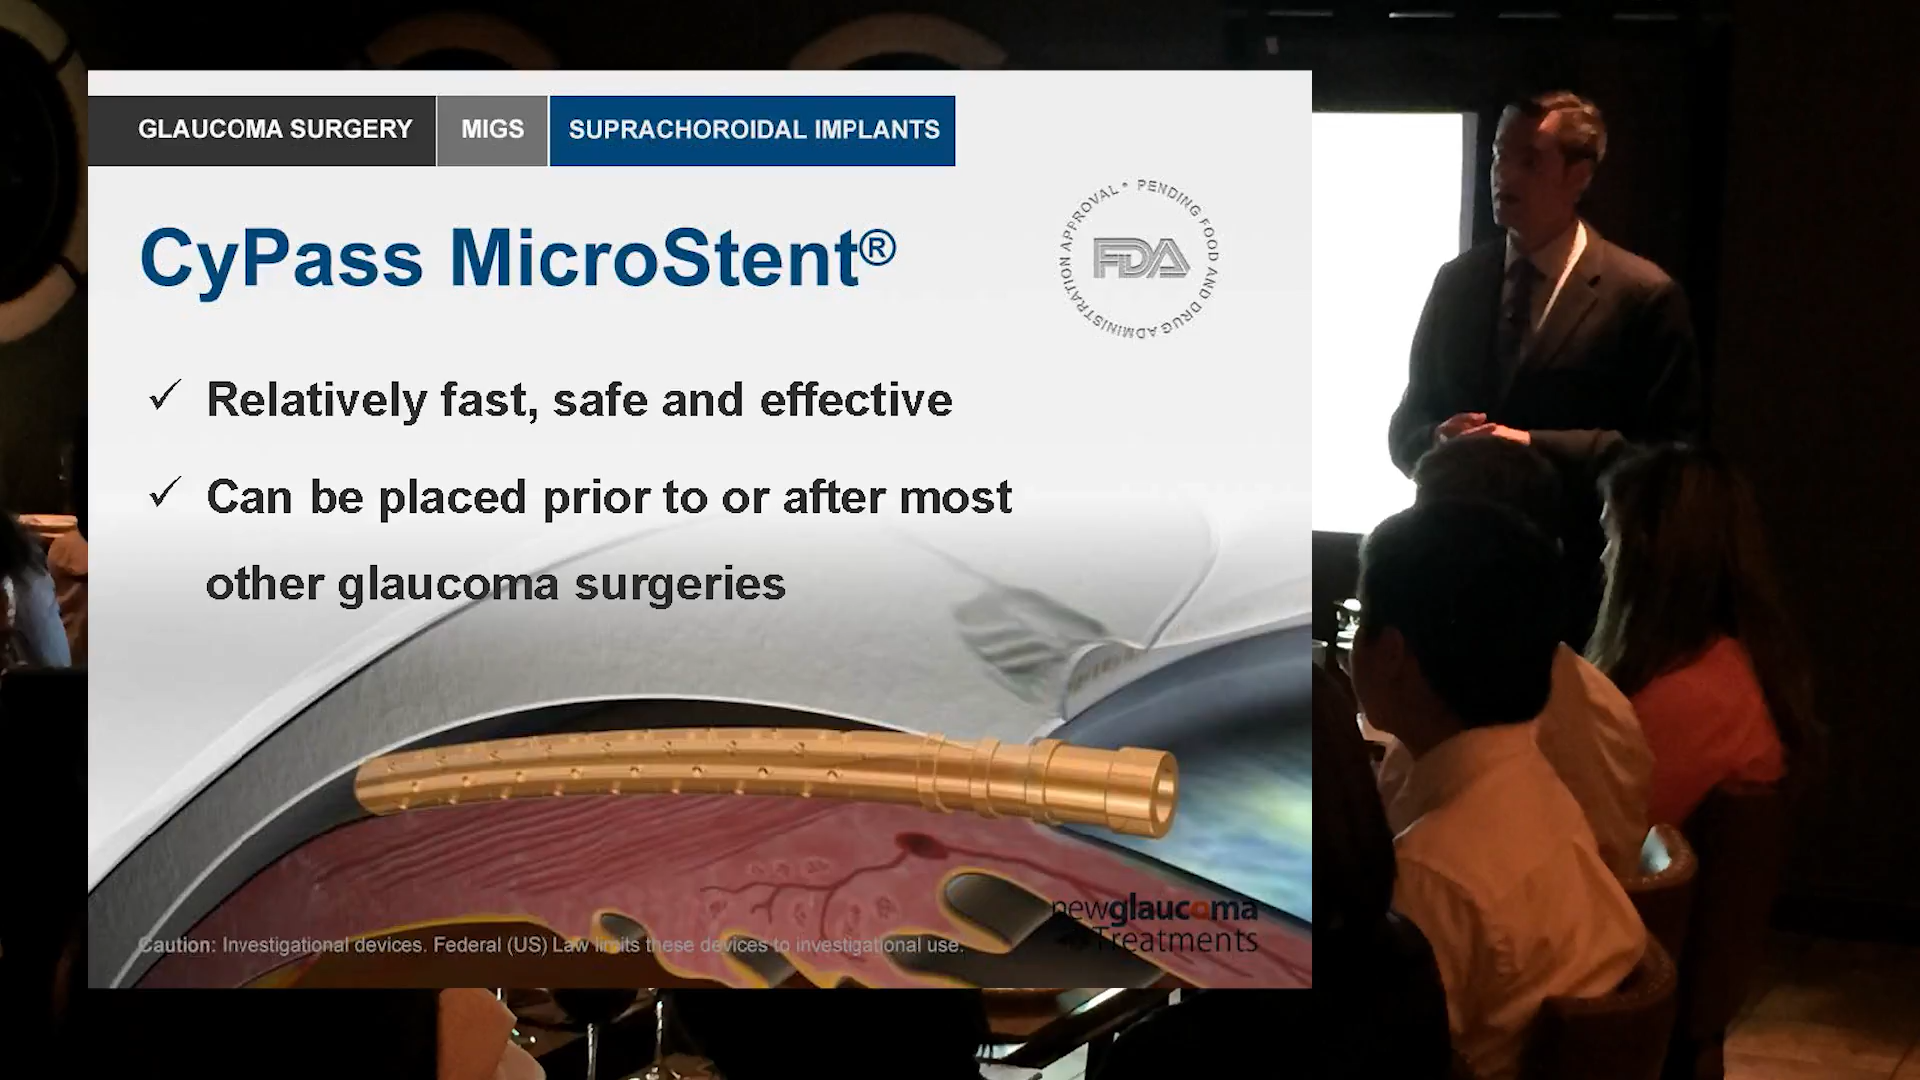 GLAUCOMA SURGERY MIGS SUPRACHOROIDAL IMPLANTS
CyPass MicroStent®
PENDING FOOD AND DRUG ADMINISTRATION APPROVAL •
FDA
✓ Relatively fast, safe and effective
✓ Can be placed prior to or after most
other glaucoma surgeries
newglaucoma
Treatments
Caution: Investigational devices. Federal (US) Law limits these devices to investigational use.